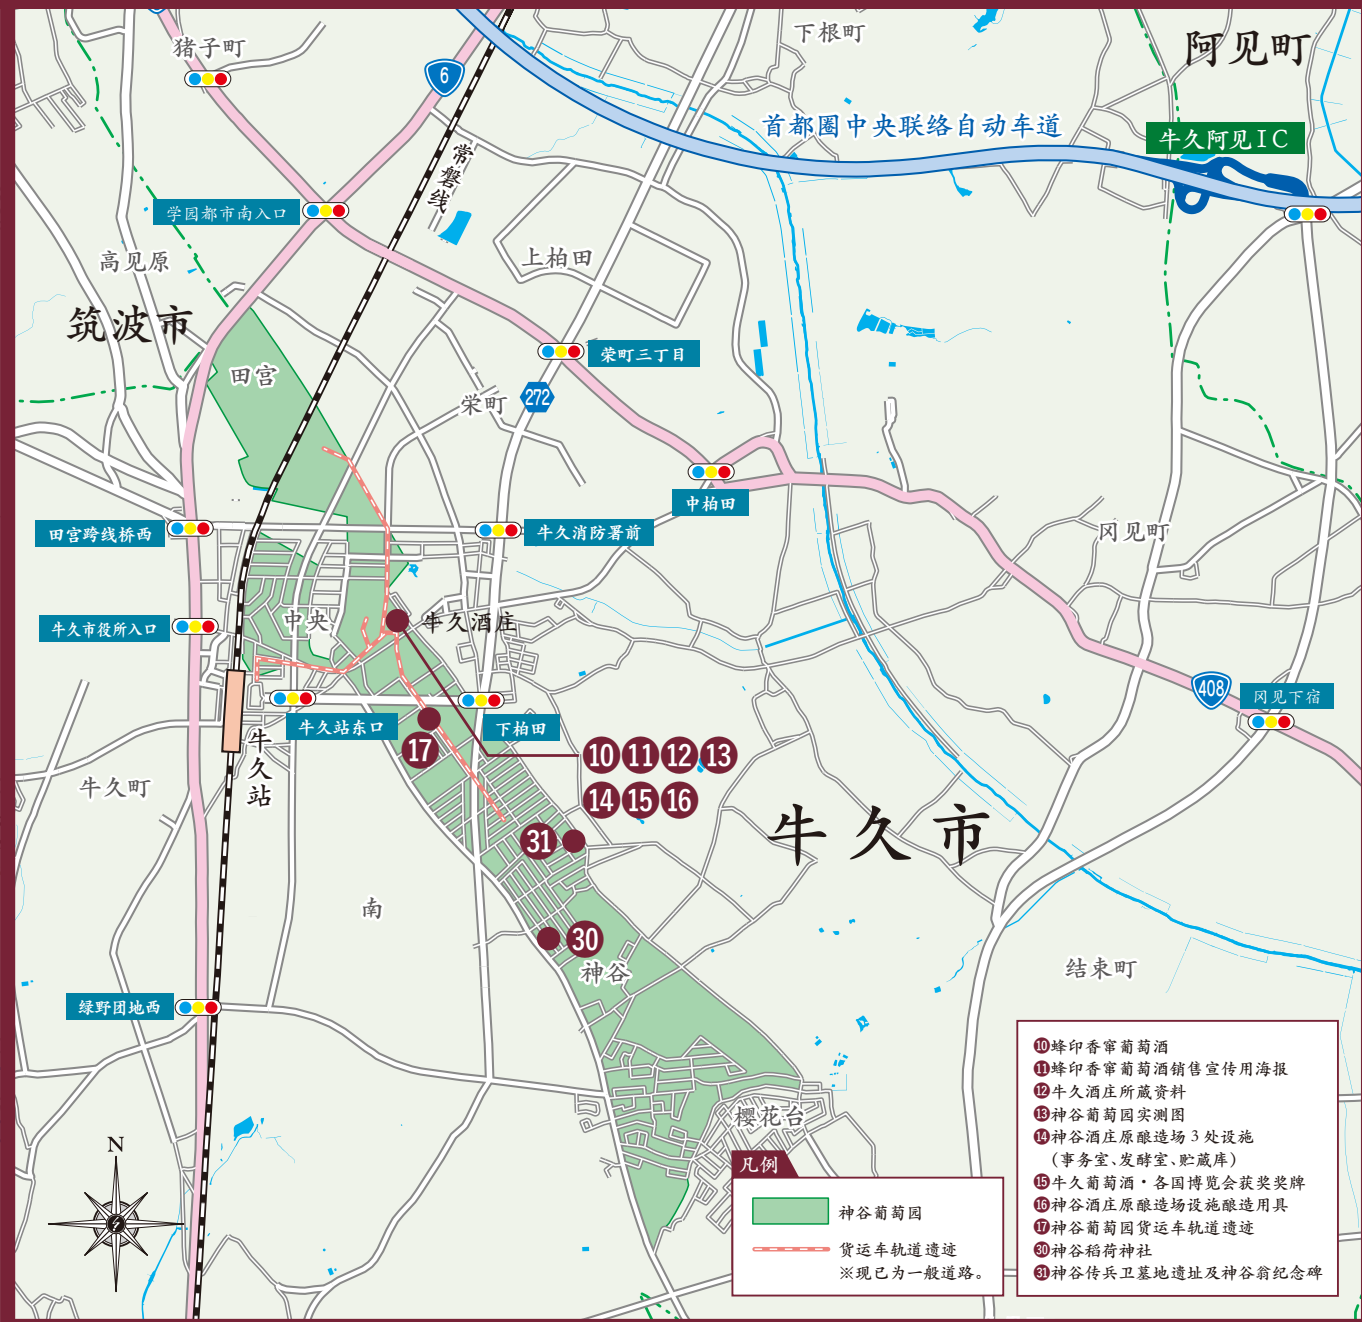 猪子町
6
下根町
阿见町
首都圈中央联络自动车道
牛久阿见IC
常磐线
学园都市南入口
高见原
上柏田
筑波市
田宫
荣町三丁目
荣町
272
中柏田
田宫跨线桥西
牛久消防署前
冈见町
中央
牛久酒庄
牛久市役所入口
408
冈见下宿
牛久站东口
下柏田
17
10 11 12 13
14 15 16
牛久町
牛久站
31
牛久市
南
30
神谷
结束町
绿野团地西
樱花台
N
凡例
神谷葡萄园
货运车轨道遗迹
※现已为一般道路。
10蜂印香窜葡萄酒
11蜂印香窜葡萄酒销售宣传用海报
12牛久酒庄所藏资料
13神谷葡萄园实测图
14神谷酒庄原酿造场3处设施
(事务室、发酵室、贮藏库)
15牛久葡萄酒・各国博览会获奖奖牌
16神谷酒庄原酿造场设施酿造用具
17神谷葡萄园货运车轨道遗迹
30神谷稻荷神社
31神谷传兵卫墓地遗址及神谷翁纪念碑